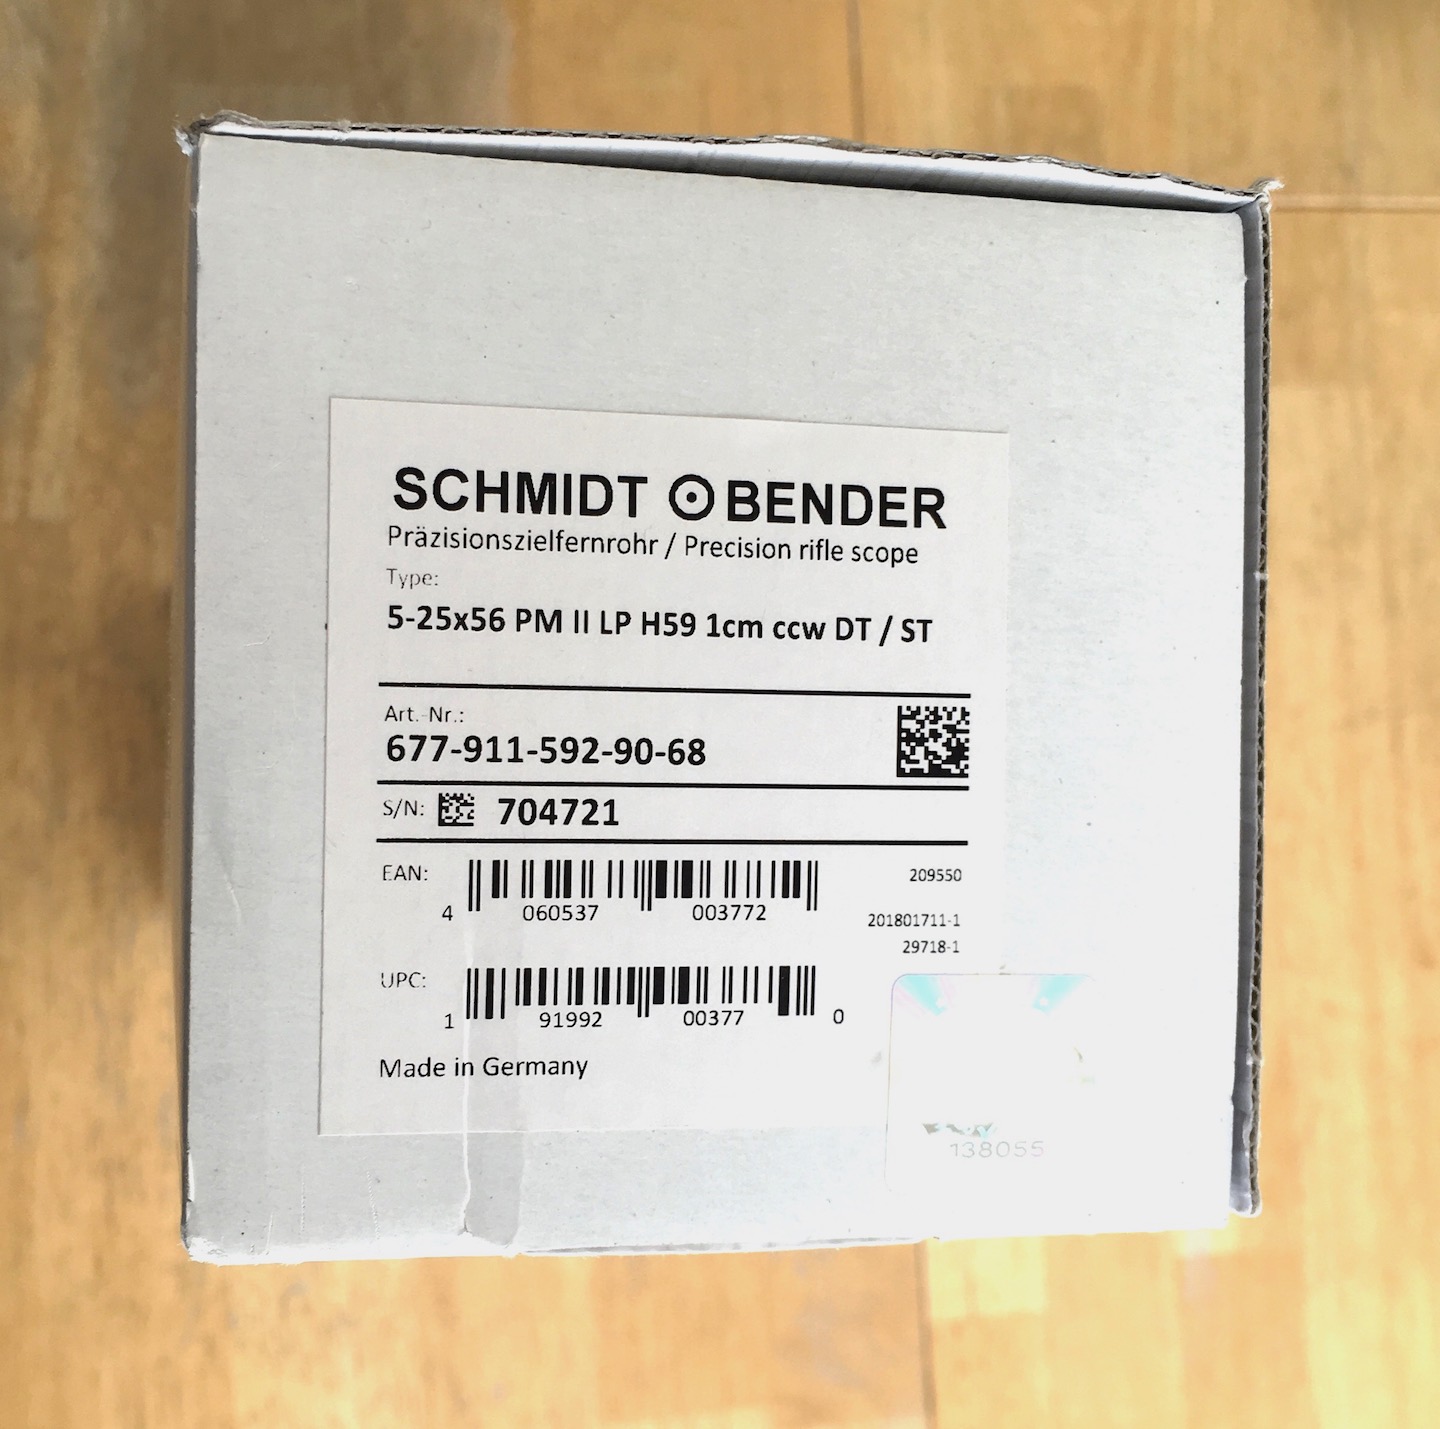 SCHMIDT BENDER
Präzisionszielfernrohr / Precision rifle scope
Type:
5-25x56 PM II LP H59 1cm ccw DT / ST
Art.-Nr.:
677-911-592-90-68
S/N: 704721
EAN:
209550
4 060537 003772
201801711-1
29718-1
UPC:
1 91992 00377 0
Made in Germany
138055